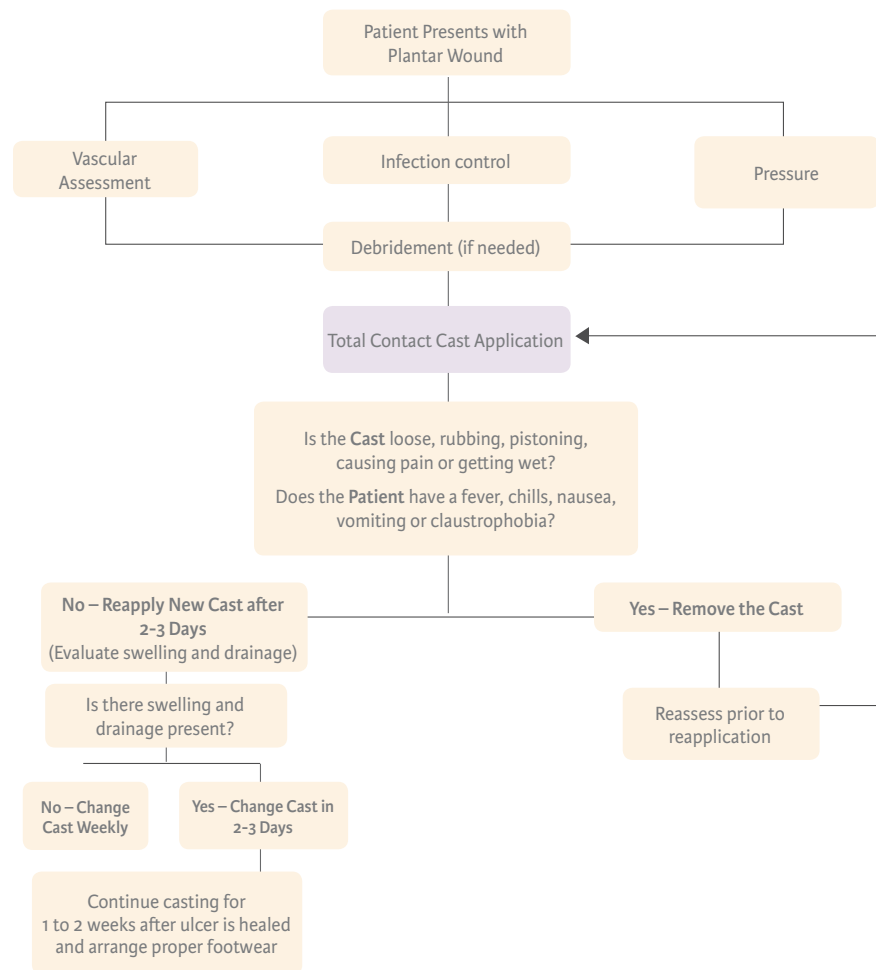 Patient Presents with
Plantar Wound
Vascular
Assessment
Infection control
Pressure
Debridement (if needed)
Total Contact Cast Application
Is the Cast loose, rubbing, pistoning,
causing pain or getting wet?
Does the Patient have a fever, chills, nausea,
vomiting or claustrophobia?
No – Reapply New Cast after
2-3 Days
(Evaluate swelling and drainage)
Yes – Remove the Cast
Is there swelling and
drainage present?
Reassess prior to
reapplication
No – Change
Cast Weekly
Yes – Change Cast in
2-3 Days
Continue casting for
1 to 2 weeks after ulcer is healed
and arrange proper footwear